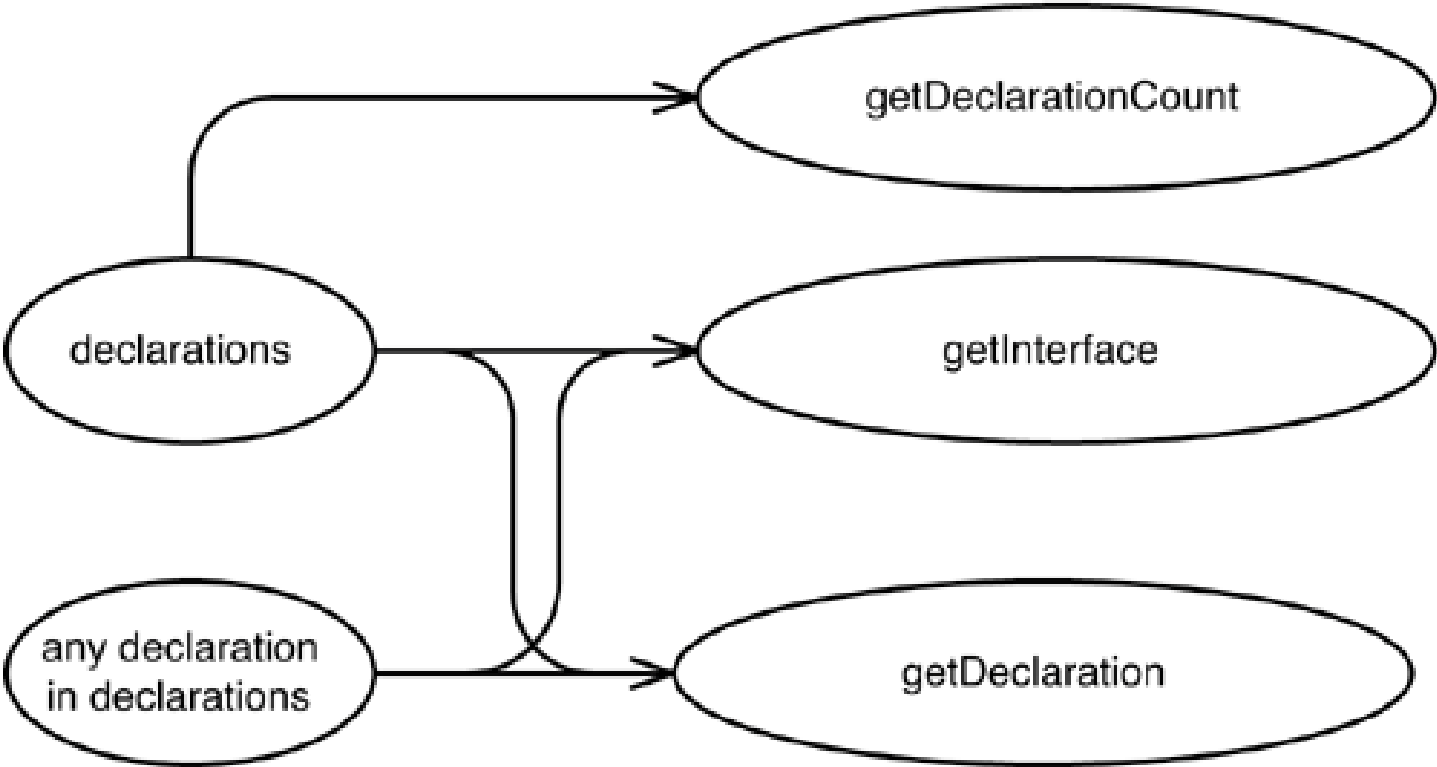 getDeclarationCount
declarations
getInterface
any declaration
in declarations
getDeclaration